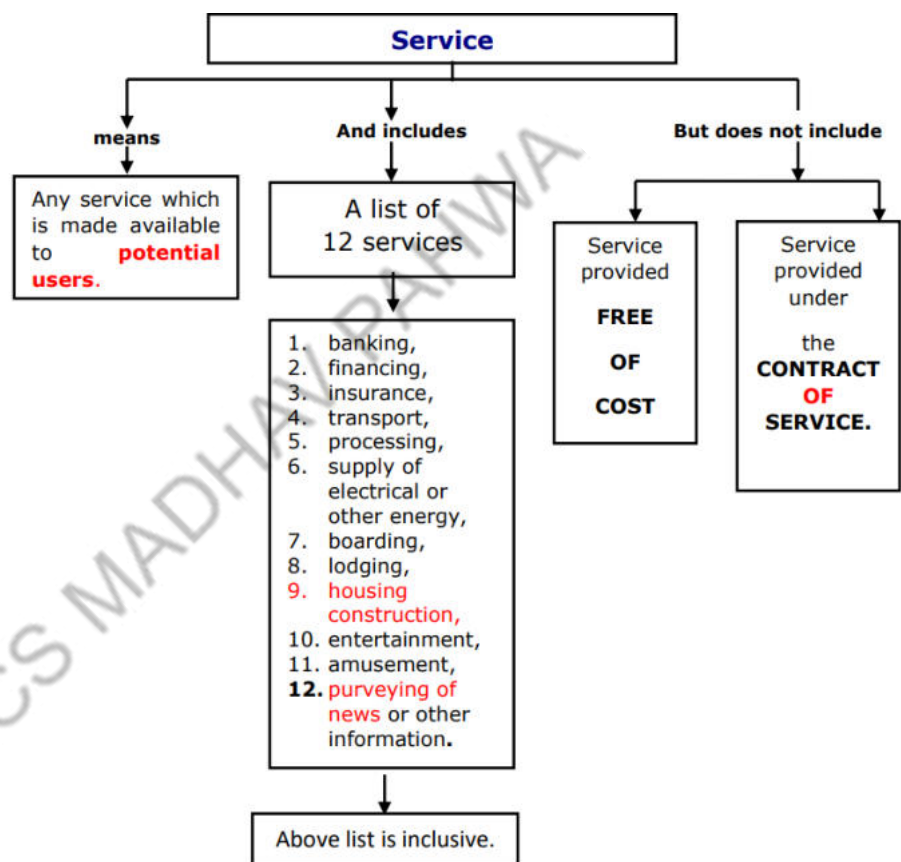 Service
means
And includes
But does not include
Any service which
is made available
to potential
users.
A list of
12 services
Service
provided
FREE
OF
COST
Service
provided
under
the
CONTRACT
OF
SERVICE.
1. banking,
2. financing,
3. insurance,
4. transport,
5. processing,
6. supply of
electrical or
other energy,
7. boarding,
8. lodging,
9. housing
construction,
10. entertainment,
11. amusement,
12. purveying of
news or other
information.
Above list is inclusive.
CS MADHAV PAHWA